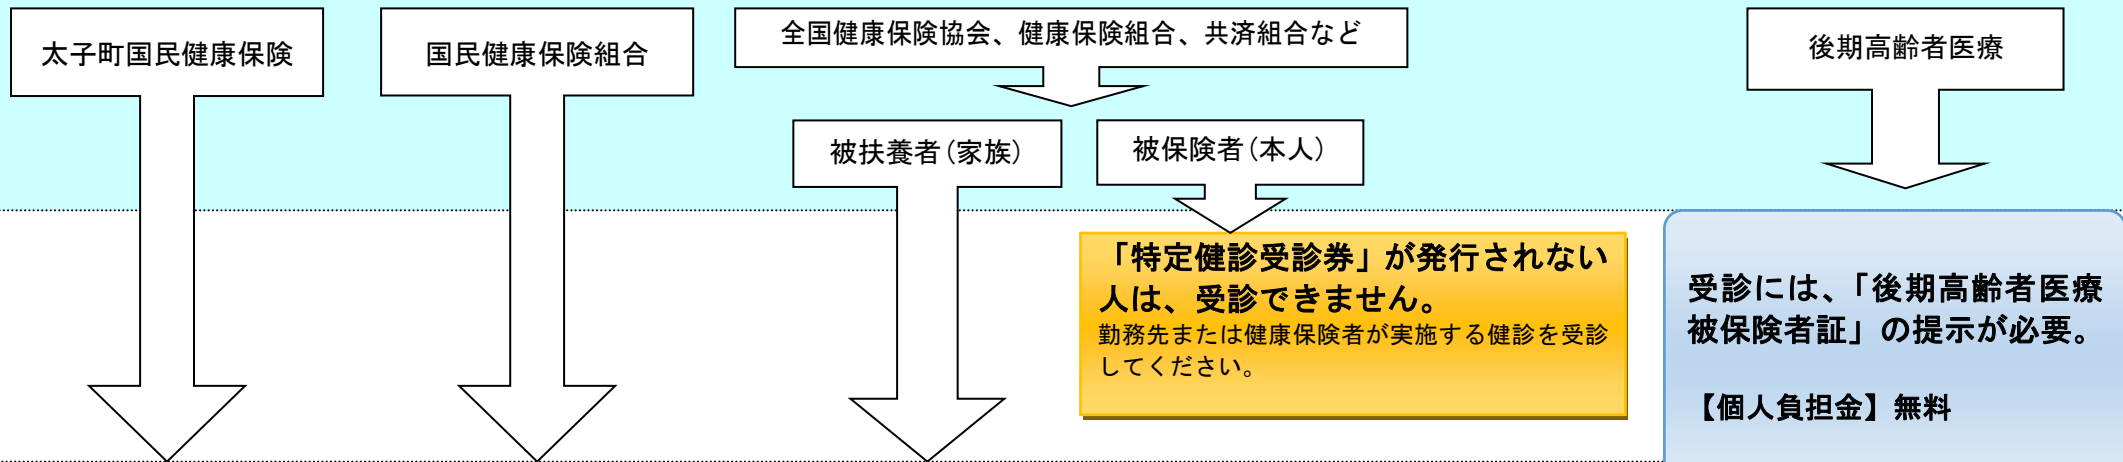 太子町国民健康保険
国民健康保険組合
全国健康保険協会、健康保険組合、共済組合など
後期高齢者医療
被扶養者(家族)
被保険者(本人)
「特定健診受診券」が発行されない
人は、受診できません。
勤務先または健康保険者が実施する健診を受診
してください。
受診には、「後期高齢者医療
被保険者証」の提示が必要。
【個人負担金】無料